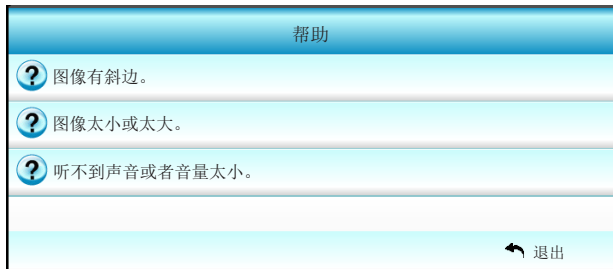 帮助
图像有斜边。
图像太小或太大。
听不到声音或者音量太小。
退出